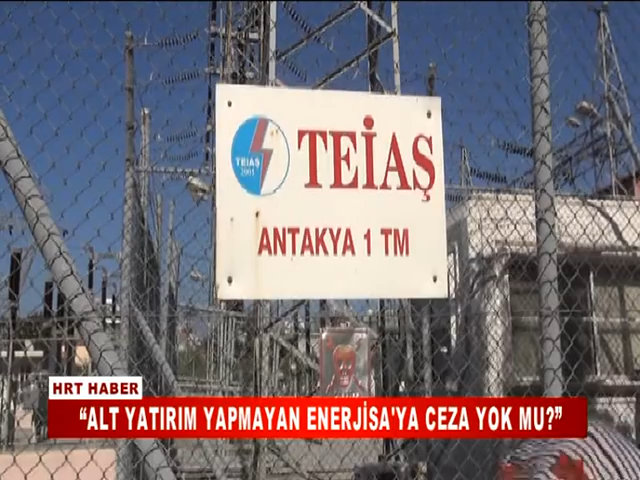 TEİAŞ
TEİAŞ
2001
ANTAKYA 1 TM
HRT HABER
“ALT YATIRIM YAPMAYAN ENERJİSA'YA CEZA YOK MU?”